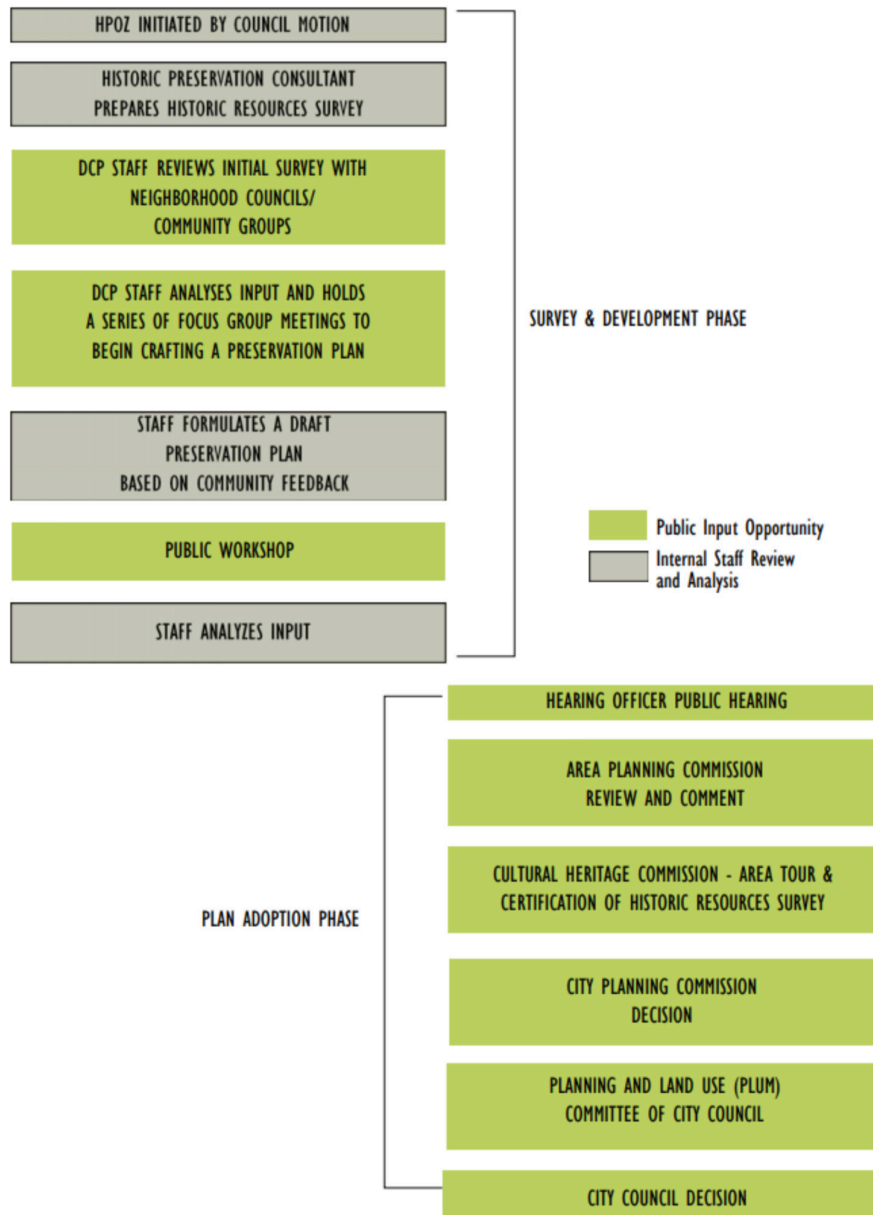 HPOZ INITIATED BY COUNCIL MOTION
HISTORIC PRESERVATION CONSULTANT
PREPARES HISTORIC RESOURCES SURVEY
DCP STAFF REVIEWS INITIAL SURVEY WITH
NEIGHBORHOOD COUNCILS/
COMMUNITY GROUPS
DCP STAFF ANALYSES INPUT AND HOLDS
A SERIES OF FOCUS GROUP MEETINGS TO
BEGIN CRAFTING A PRESERVATION PLAN
STAFF FORMULATES A DRAFT
PRESERVATION PLAN
BASED ON COMMUNITY FEEDBACK
PUBLIC WORKSHOP
STAFF ANALYZES INPUT
SURVEY & DEVELOPMENT PHASE
Public Input Opportunity
Internal Staff Review
and Analysis
PLAN ADOPTION PHASE
HEARING OFFICER PUBLIC HEARING
AREA PLANNING COMMISSION
REVIEW AND COMMENT
CULTURAL HERITAGE COMMISSION - AREA TOUR &
CERTIFICATION OF HISTORIC RESOURCES SURVEY
CITY PLANNING COMMISSION
DECISION
PLANNING AND LAND USE (PLUM)
COMMITTEE OF CITY COUNCIL
CITY COUNCIL DECISION